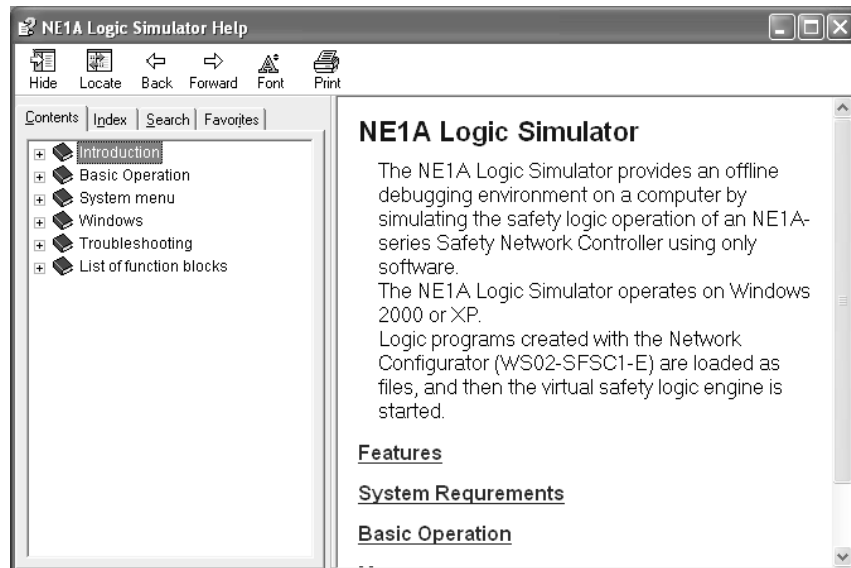 NE1A Logic Simulator Help
Hide Locate Back Forward Font Print
Contents Index Search Favorites
Introduction
Basic Operation
System menu
Windows
Troubleshooting
List of function blocks
NE1A Logic Simulator
The NE1A Logic Simulator provides an offline
debugging environment on a computer by
simulating the safety logic operation of an NE1A-
series Safety Network Controller using only
software.
The NE1A Logic Simulator operates on Windows
2000 or XP.
Logic programs created with the Network
Configurator (WS02-SFSC1-E) are loaded as
files, and then the virtual safety logic engine is
started.
Features
System Requrements
Basic Operation